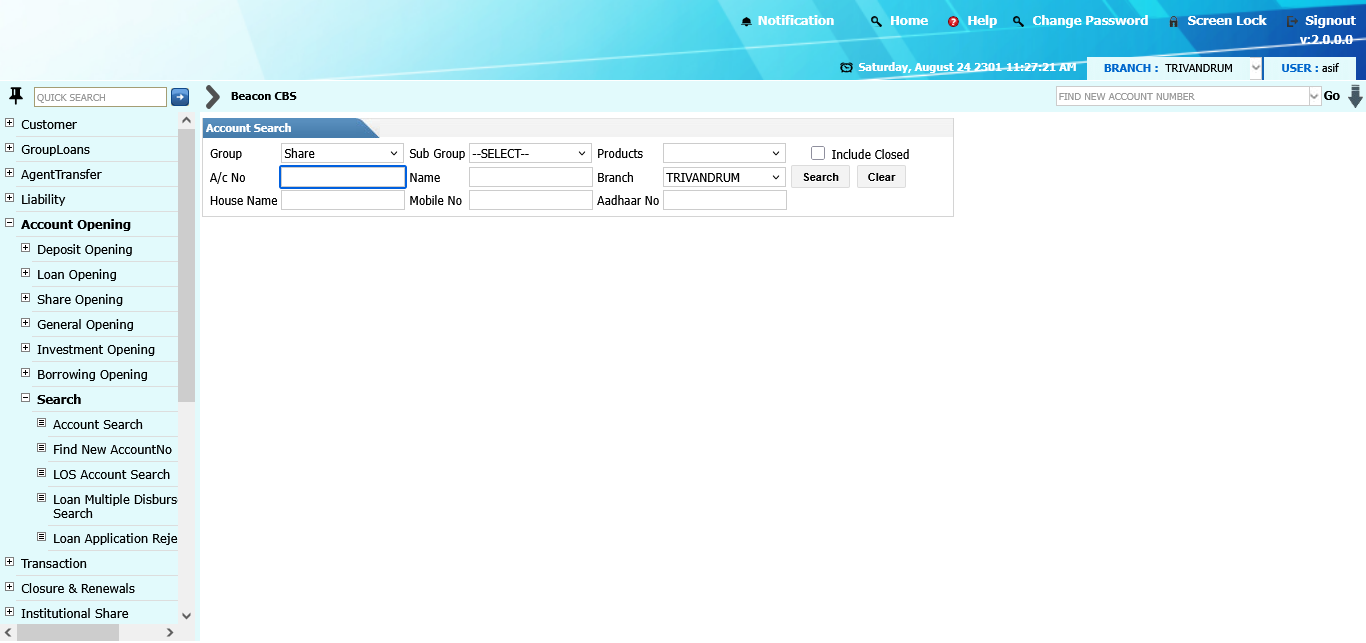 Notification Home Help Change Password Screen Lock Signout
v:2.0.0.0
Saturday, August 24 2301 11:27:21 AM BRANCH : TRIVANDRUM USER : asif
QUICK SEARCH Beacon CBS FIND NEW ACCOUNT NUMBER Go
Customer
GroupLoans
AgentTransfer
Liability
Account Opening
Deposit Opening
Loan Opening
Share Opening
General Opening
Investment Opening
Borrowing Opening
Search
Account Search
Find New AccountNo
LOS Account Search
Loan Multiple Disburs
Search
Loan Application Reje
Transaction
Closure & Renewals
Institutional Share
Account Search
Group Share Sub Group --SELECT-- Products Include Closed
A/c No Name Branch TRIVANDRUM Search Clear
House Name Mobile No Aadhaar No